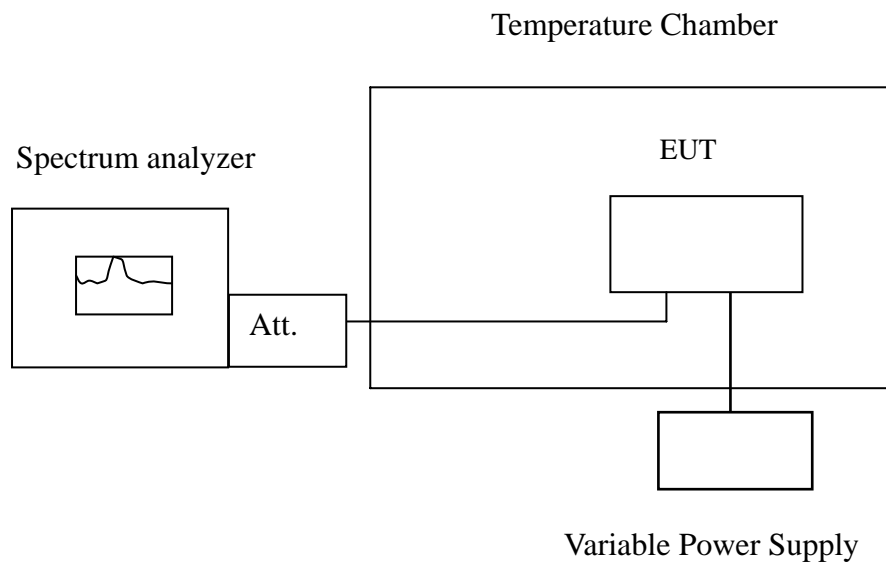 Temperature Chamber
Spectrum analyzer
EUT
Att.
Variable Power Supply